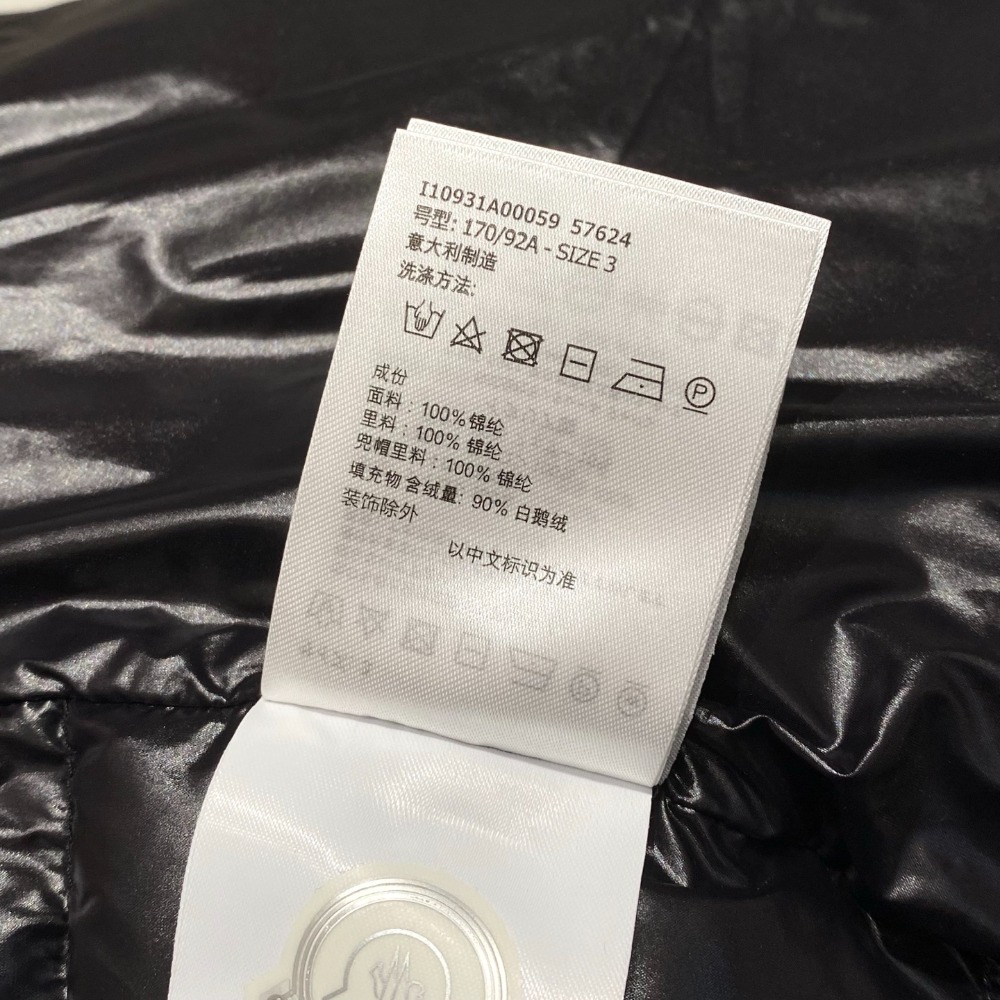 I10931A00059 57624
号型: 170/92A - SIZE 3
意大利制造
洗涤方法:
P
成份
面料 : 100% 锦纶
里料 : 100% 锦纶
兜帽里料 : 100% 锦纶
填充物 含绒量: 90% 白鹅绒
装饰除外
以中文标识为准